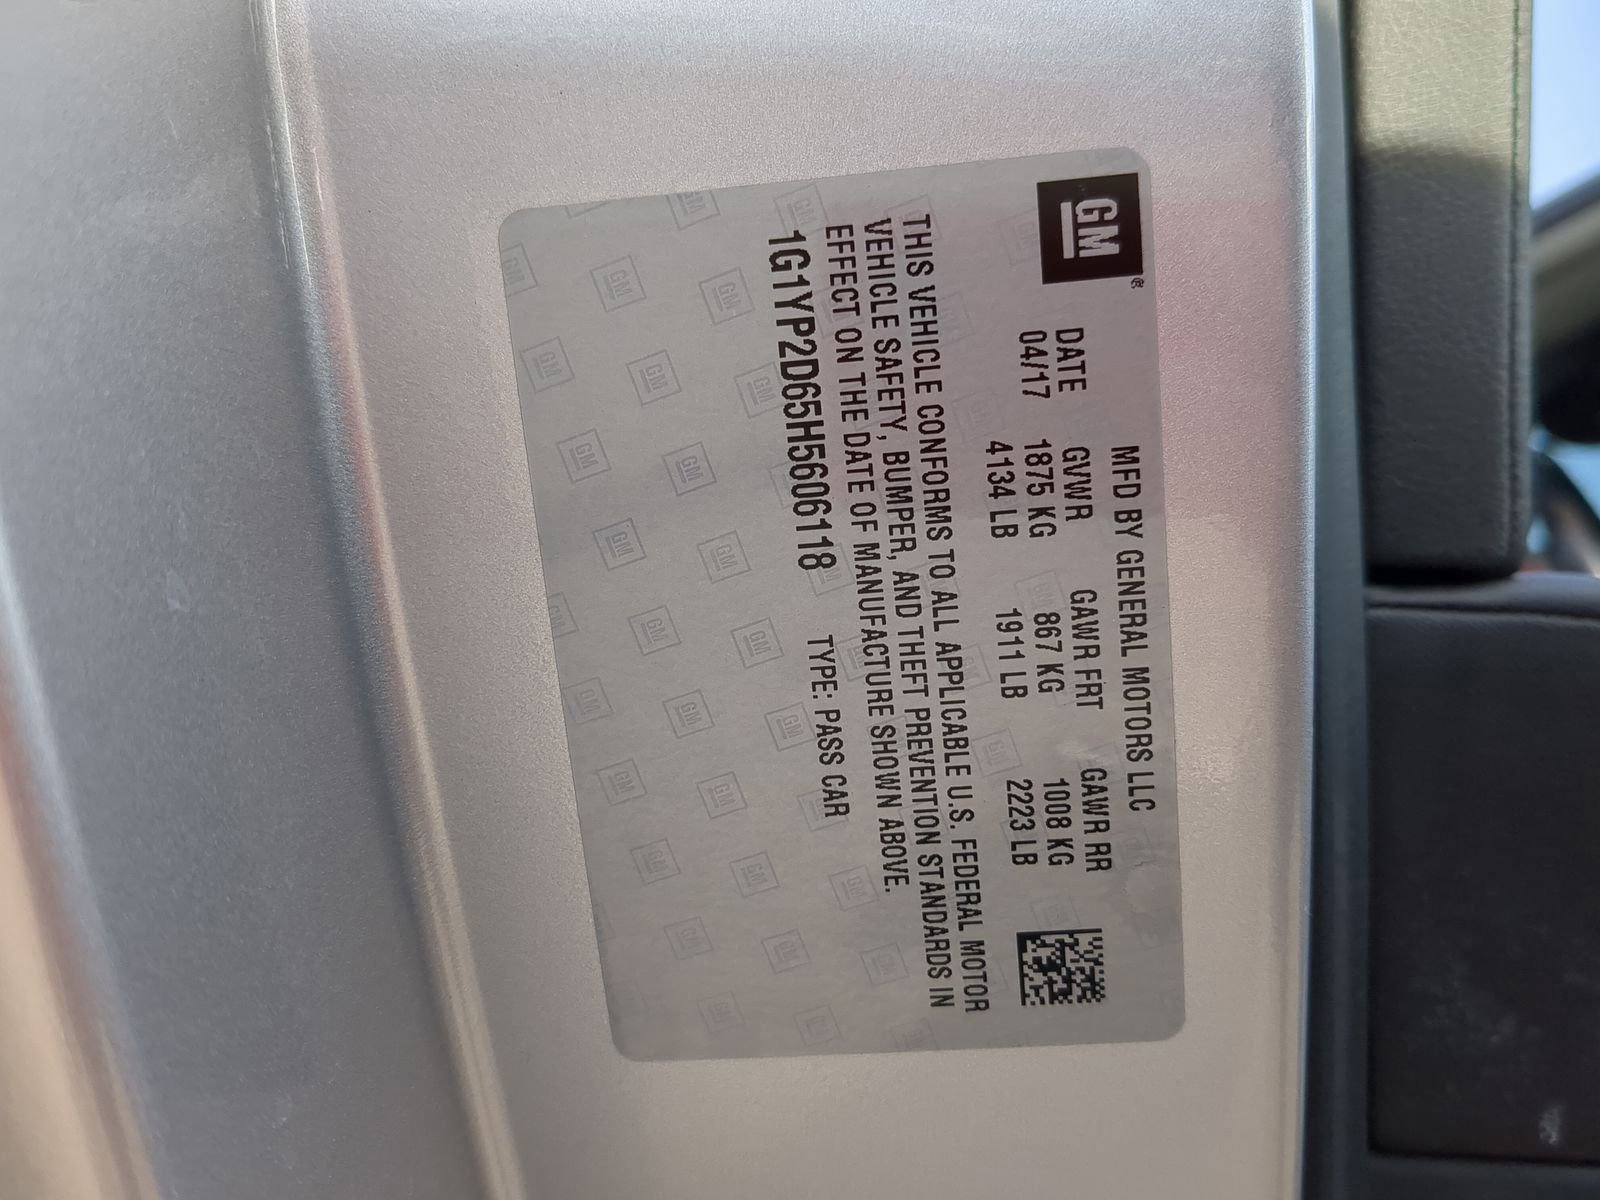 GM®
MFD BY GENERAL MOTORS LLC
DATE GVWR GAWR FRT GAWR RR
04/17 1875 KG 867 KG 1008 KG
4134 LB 1911 LB 2223 LB
THIS VEHICLE CONFORMS TO ALL APPLICABLE U.S. FEDERAL MOTOR
VEHICLE SAFETY, BUMPER, AND THEFT PREVENTION STANDARDS IN
EFFECT ON THE DATE OF MANUFACTURE SHOWN ABOVE.
1G1YP2D65H5606118 TYPE: PASS CAR